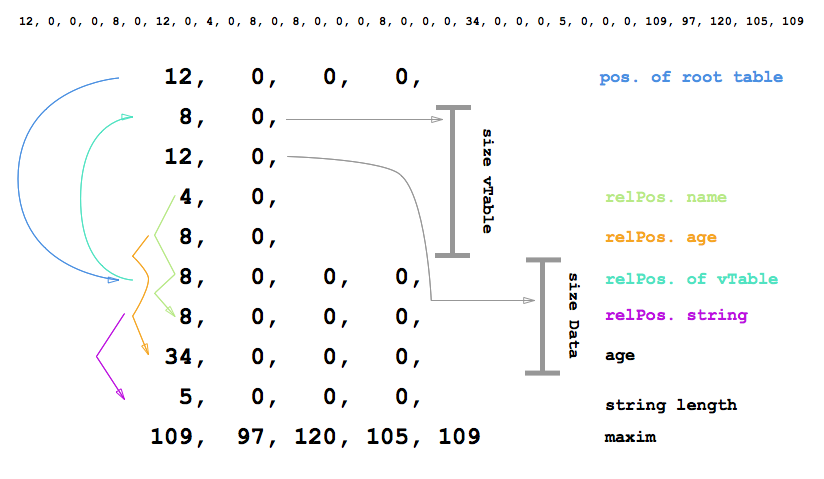 12, 0, 0, 0, 8, 0, 12, 0, 4, 0, 8, 0, 8, 0, 0, 0, 8, 0, 0, 0, 34, 0, 0, 0, 5, 0, 0, 0, 109, 97, 120, 105, 109
12, 0, 0, 0, pos. of root table
8, 0,
12, 0,
size vTable
4, 0, relPos. name
8, 0, relPos. age
8, 0, 0, 0, relPos. of vTable
8, 0, 0, 0, relPos. string
size Data
34, 0, 0, 0, age
5, 0, 0, 0, string length
109, 97, 120, 105, 109 maxim